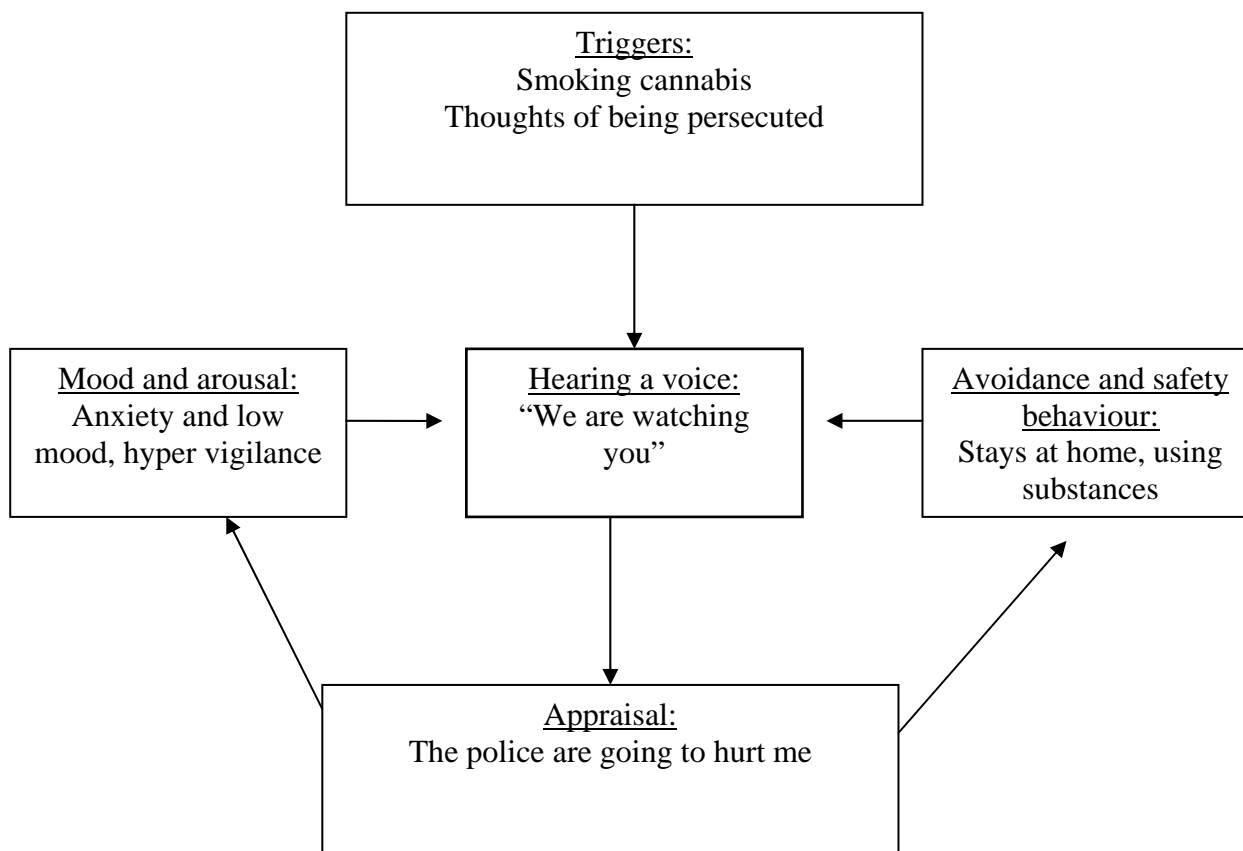 Triggers:
Smoking cannabis
Thoughts of being persecuted
Mood and arousal:
Anxiety and low
mood, hyper vigilance
Hearing a voice:
“We are watching
you”
Avoidance and safety
behaviour:
Stays at home, using
substances
Appraisal:
The police are going to hurt me